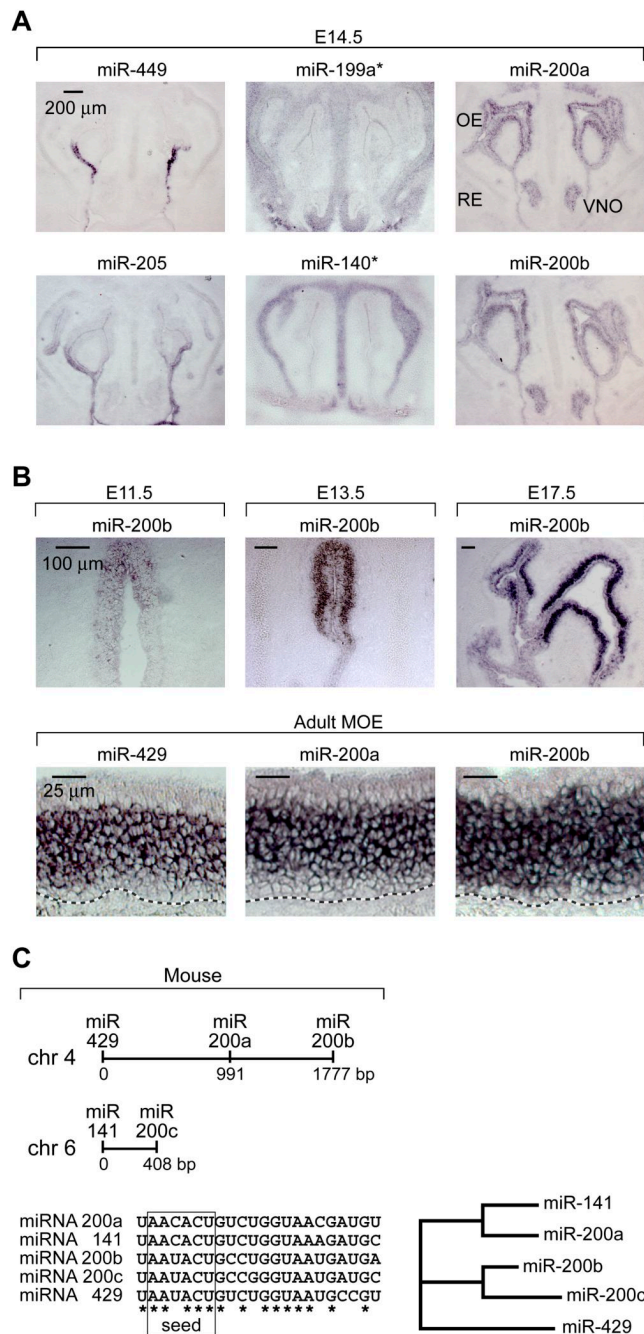 A
E14.5
miR-449 miR-199a* miR-200a
200 μm
OE
RE
VNO
miR-205 miR-140* miR-200b
B
E11.5 E13.5 E17.5
miR-200b miR-200b miR-200b
100 μm
Adult MOE
miR-429 miR-200a miR-200b
25 μm
C
Mouse
miR miR miR
429 200a 200b
chr 4
0 991 1777 bp
miR miR
141 200c
chr 6
0 408 bp
miRNA 200a UAACACUGUCUGGUAACGAUGU
miRNA 141 UAACACUGUCUGGUAAAGAUGC
miRNA 200b UAAUACUGCCUGGUAAUGAUGA
miRNA 200c UAAUACUGCCGGGUAAUGAUGC
miRNA 429 UAAUACUGUCUGGUAAUGCCGU
*** **** * ***** * *
seed
miR-141
miR-200a
miR-200b
miR-200c
miR-429